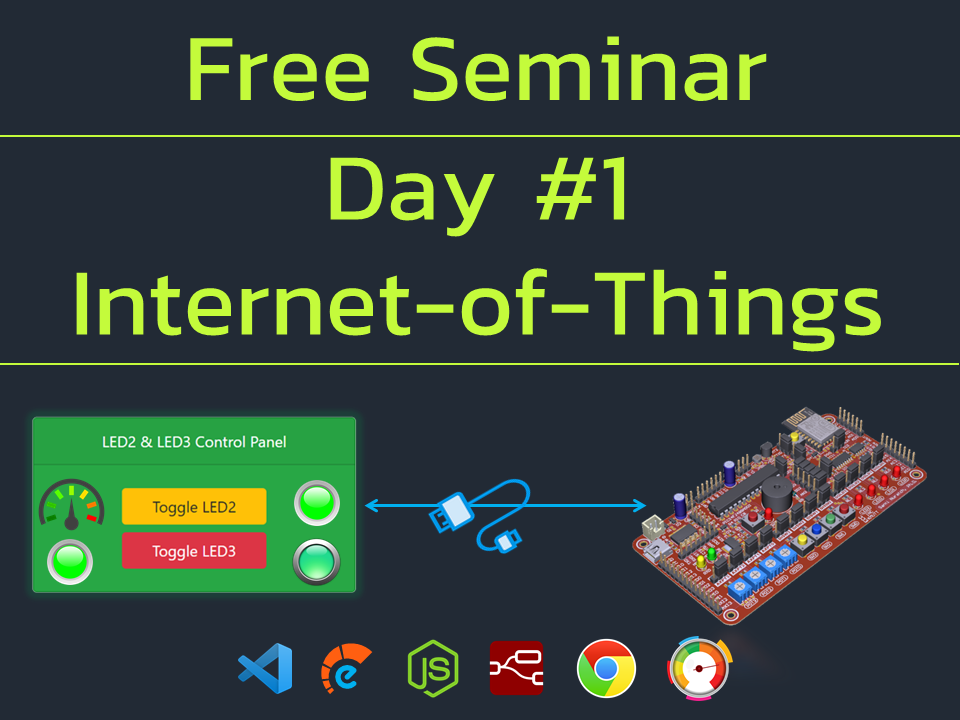 Free Seminar
Day #1
Internet-of-Things
LED2 & LED3 Control Panel
Toggle LED2
Toggle LED3
JS